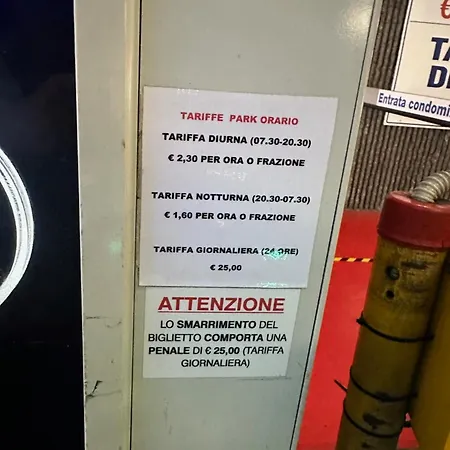 TARIFFE PARK ORARIO
TARIFFA DIURNA (07.30-20.30)
€ 2,30 PER ORA O FRAZIONE
TARIFFA NOTTURNA (20.30-07.30)
€ 1,60 PER ORA O FRAZIONE
TARIFFA GIORNALIERA (24 ORE)
€ 25,00
ATTENZIONE
LO SMARRIMENTO DEL
BIGLIETTO COMPORTA UNA
PENALE DI € 25,00 (TARIFFA
GIORNALIERA)
€
TA
DI
Entrata condomi